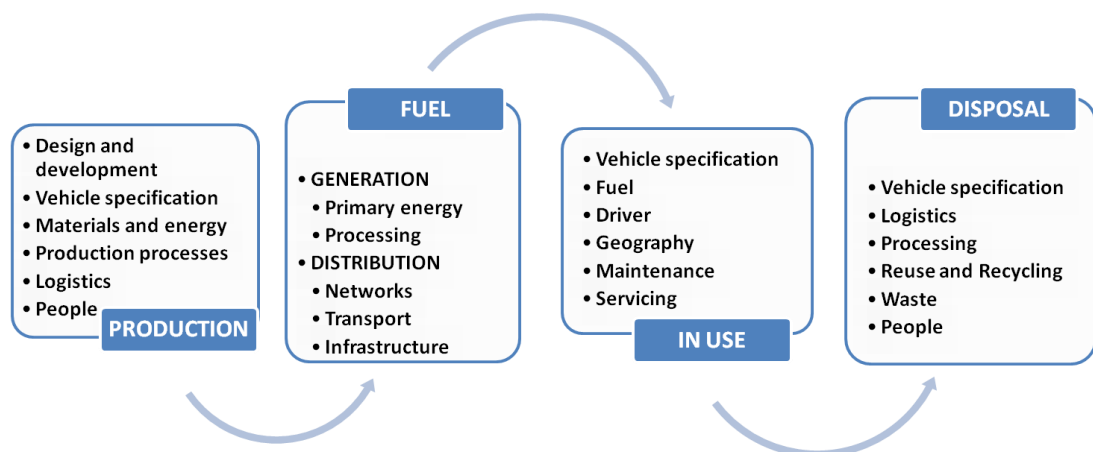 • Design and
development
• Vehicle specification
• Materials and energy
• Production processes
• Logistics
• People
PRODUCTION
FUEL
• GENERATION
• Primary energy
• Processing
• DISTRIBUTION
• Networks
• Transport
• Infrastructure
• Vehicle specification
• Fuel
• Driver
• Geography
• Maintenance
• Servicing
IN USE
DISPOSAL
• Vehicle specification
• Logistics
• Processing
• Reuse and Recycling
• Waste
• People